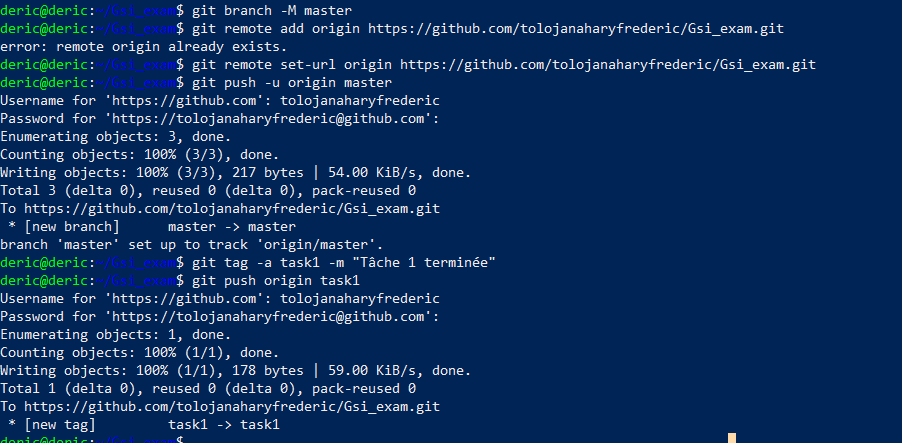 deric@deric:~/Gsi_exam$ git branch -M master
deric@deric:~/Gsi_exam$ git remote add origin https://github.com/tolojanaharyfrederic/Gsi_exam.git
error: remote origin already exists.
deric@deric:~/Gsi_exam$ git remote set-url origin https://github.com/tolojanaharyfrederic/Gsi_exam.git
deric@deric:~/Gsi_exam$ git push -u origin master
Username for 'https://github.com': tolojanaharyfrederic
Password for 'https://tolojanaharyfrederic@github.com':
Enumerating objects: 3, done.
Counting objects: 100% (3/3), done.
Writing objects: 100% (3/3), 217 bytes | 54.00 KiB/s, done.
Total 3 (delta 0), reused 0 (delta 0), pack-reused 0
To https://github.com/tolojanaharyfrederic/Gsi_exam.git
 * [new branch]      master -> master
branch 'master' set up to track 'origin/master'.
deric@deric:~/Gsi_exam$ git tag -a task1 -m "Tâche 1 terminée"
deric@deric:~/Gsi_exam$ git push origin task1
Username for 'https://github.com': tolojanaharyfrederic
Password for 'https://tolojanaharyfrederic@github.com':
Enumerating objects: 1, done.
Counting objects: 100% (1/1), done.
Writing objects: 100% (1/1), 178 bytes | 59.00 KiB/s, done.
Total 1 (delta 0), reused 0 (delta 0), pack-reused 0
To https://github.com/tolojanaharyfrederic/Gsi_exam.git
 * [new tag]         task1 -> task1
deric@deric:~/Gsi_exam$